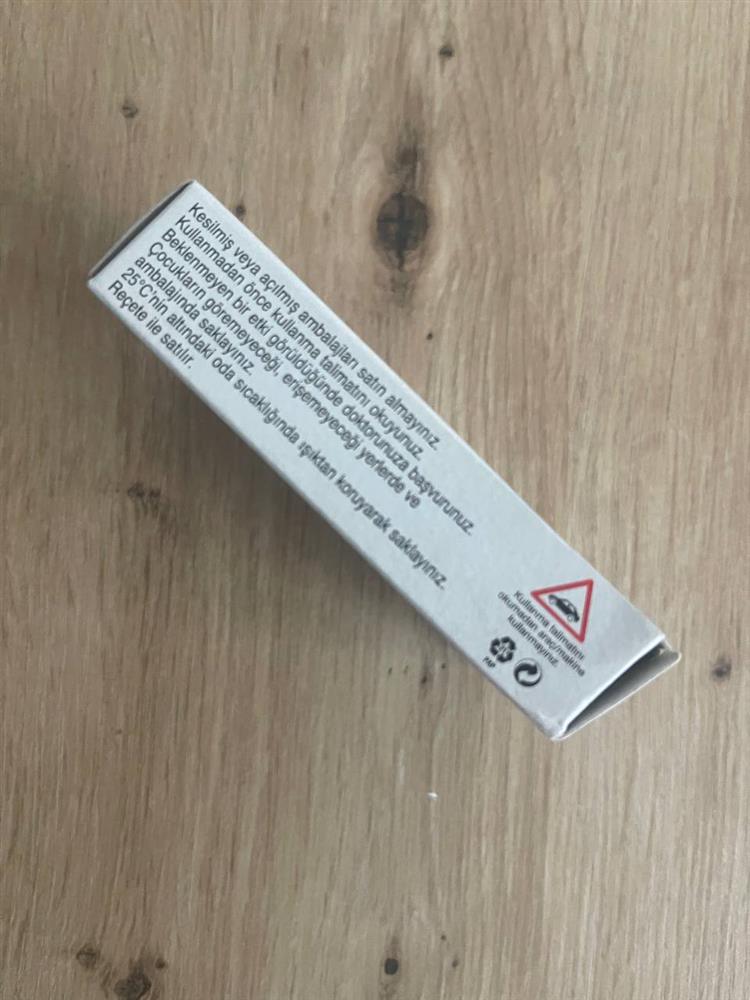 Kesilmiş veya açılmış ambalajları satın almayınız.
Kullanmadan önce kullanma talimatını okuyunuz.
Beklenmeyen bir etki görüldüğünde doktorunuza başvurunuz.
Çocukların göremeyeceği, erişemeyeceği yerlerde ve
ambalajında saklayınız.
25°C'nin altındaki oda sıcaklığında ışıktan koruyarak saklayınız.
Reçete ile satılır.
Kullanma talimatını
okumadan araç/makina
kullanmayınız.
PAP